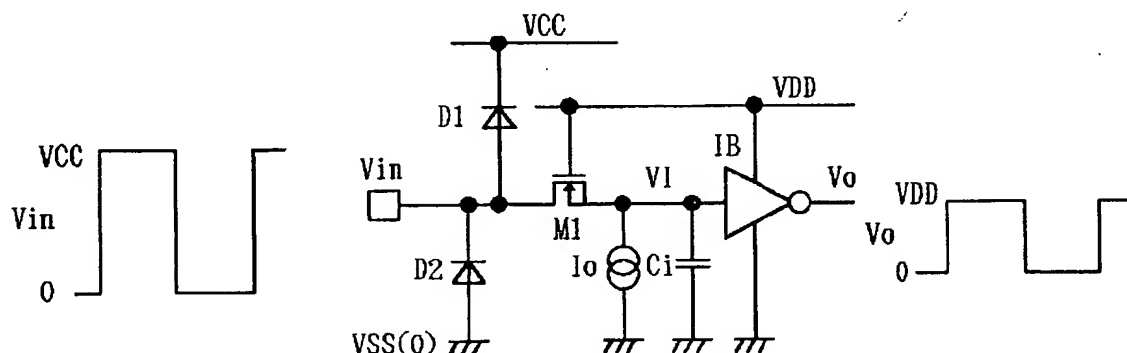 VCC
VDD
D1
IB
VCC
Vin
VI
Vo
VDD
Vin
M1
Vo
D2
Io
Ci
0
0
VSS(0)